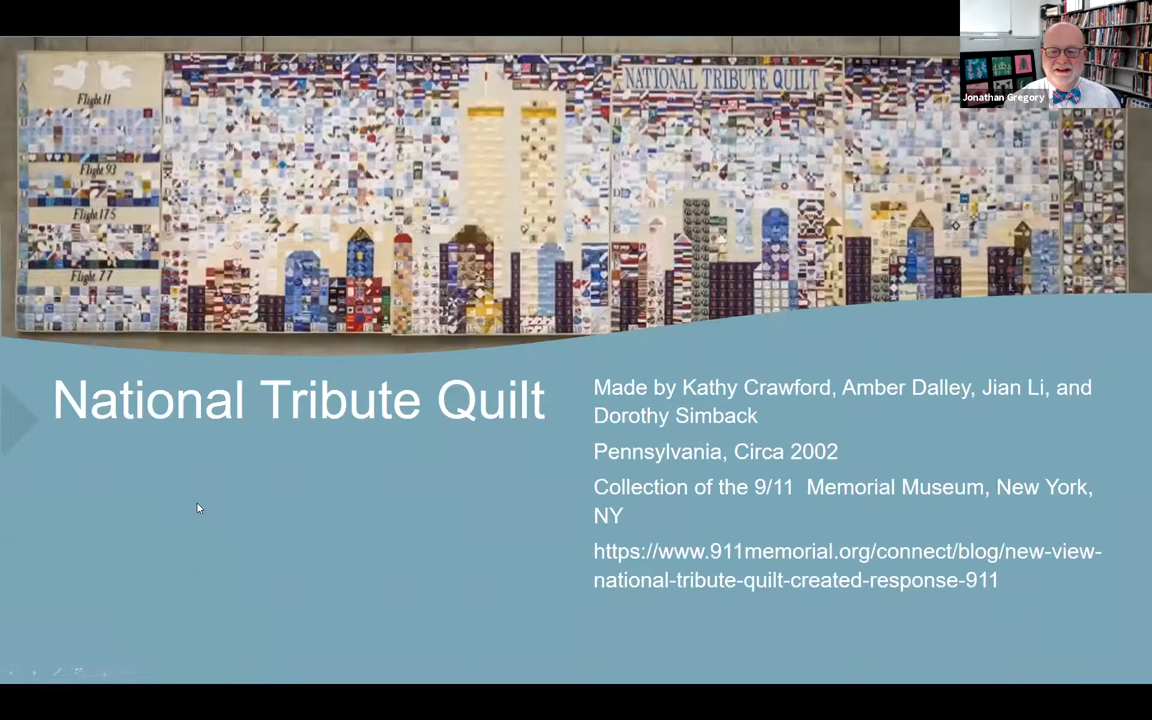 NATIONAL TRIBUTE QUILT
Jonathan Gregory
Flight 11
Flight 93
Flight 175
Flight 77
National Tribute Quilt
Made by Kathy Crawford, Amber Dalley, Jian Li, and
Dorothy Simback
Pennsylvania, Circa 2002
Collection of the 9/11  Memorial Museum, New York,
NY
https://www.911memorial.org/connect/blog/new-view-
national-tribute-quilt-created-response-911